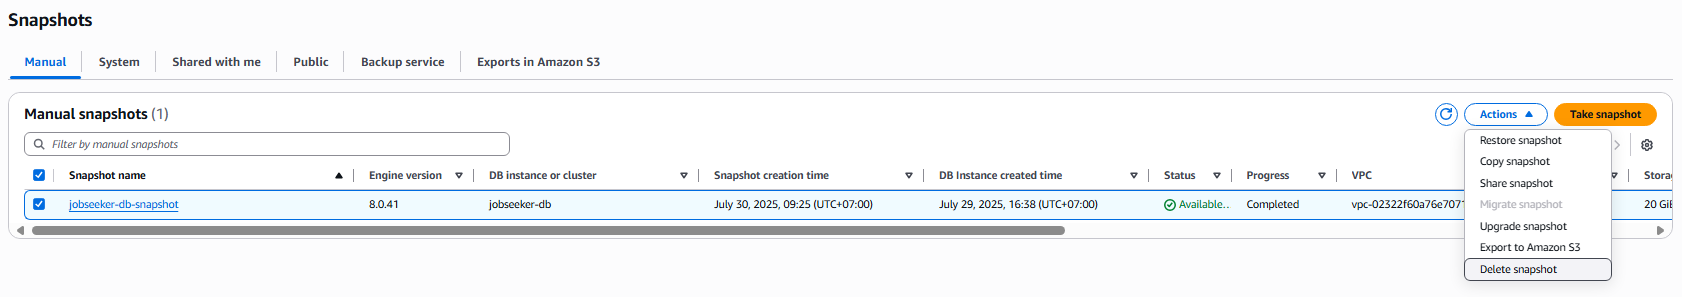 Snapshots
Manual System Shared with me Public Backup service Exports in Amazon S3
Manual snapshots (1)
Actions Take snapshot
Filter by manual snapshots
Snapshot name Engine version DB instance or cluster Snapshot creation time DB Instance created time Status Progress VPC
jobseeker-db-snapshot 8.0.41 jobseeker-db July 30, 2025, 09:25 (UTC+07:00) July 29, 2025, 16:38 (UTC+07:00) Available.. Completed 20
Restore snapshot
Copy snapshot
Share snapshot
Migrate snapshot
Upgrade snapshot
Export to Amazon S3
Delete snapshot